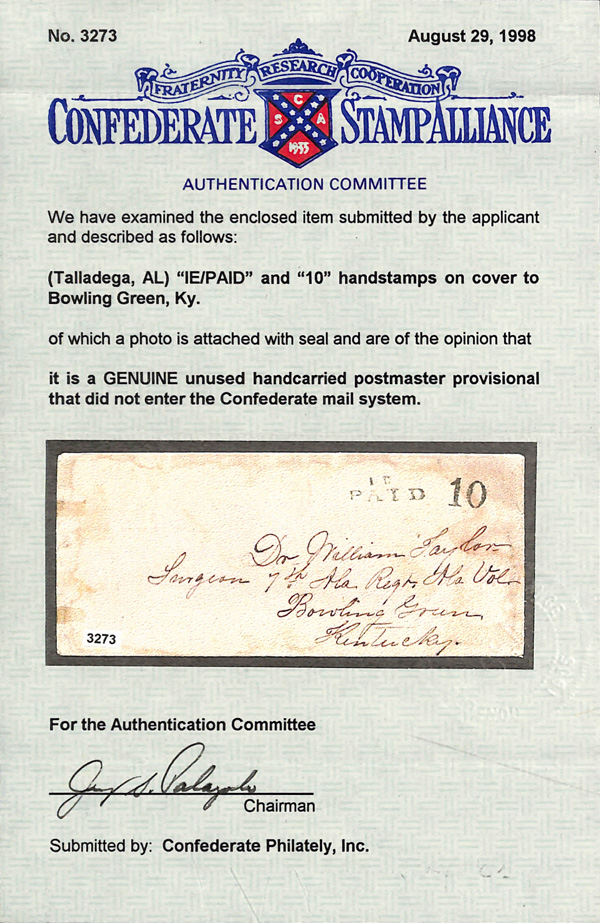 No. 3273
August 29, 1998
FRATERNITY RESEARCH COÖPERATION
CONFEDERATE STAMP ALLIANCE
C
S A
1935
AUTHENTICATION COMMITTEE
We have examined the enclosed item submitted by the applicant
and described as follows:
(Talladega, AL) “IE/PAID” and “10” handstamps on cover to
Bowling Green, Ky.
of which a photo is attached with seal and are of the opinion that
it is a GENUINE unused handcarried postmaster provisional
that did not enter the Confederate mail system.
IE
PAID 10
Dr William Taylor
Surgeon 7th Ala Regt. Ala Vols
Bowling Green
Kentucky.
3273
For the Authentication Committee
Chairman
Submitted by: Confederate Philately, Inc.